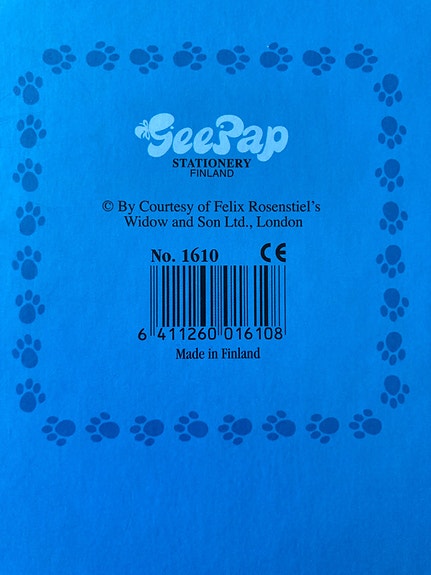 GeePap
STATIONERY
FINLAND
© By Courtesy of Felix Rosenstiel's
Widow and Son Ltd., London
No. 1610 CE
6 411260 016108
Made in Finland